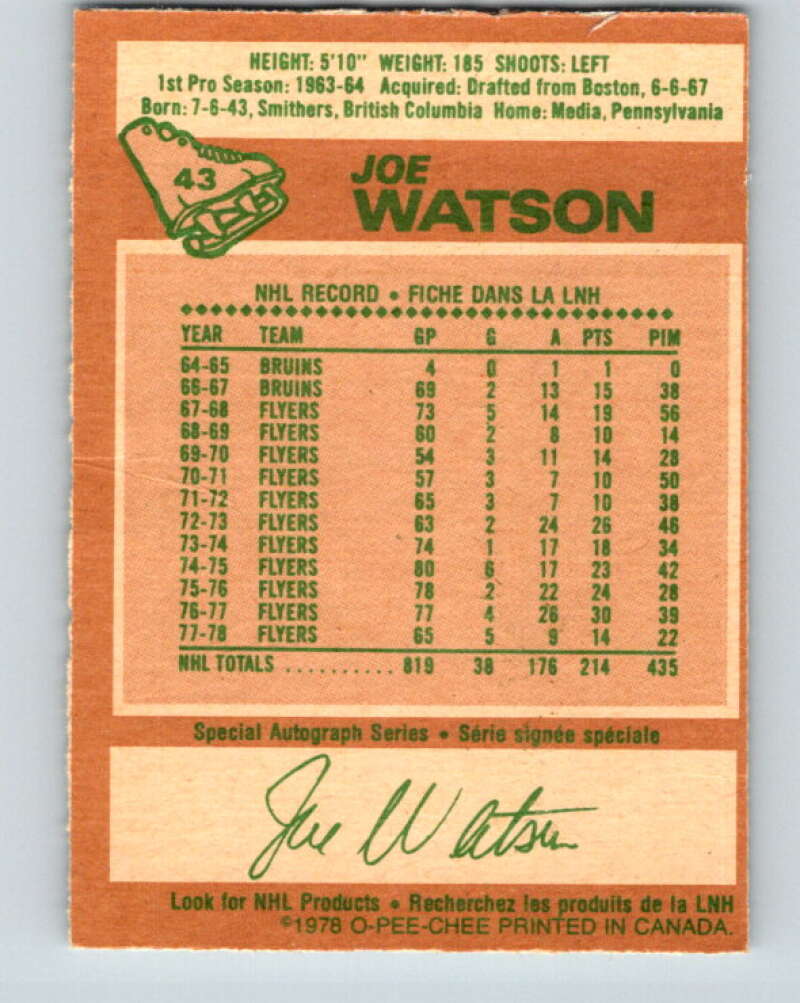 HEIGHT: 5'10" WEIGHT: 185 SHOOTS: LEFT
1st Pro Season: 1963-64 Acquired: Drafted from Boston, 6-6-67
Born: 7-6-43, Smithers, British Columbia Home: Media, Pennsylvania
43
JOE
WATSON
NHL RECORD • FICHE DANS LA LNH
YEAR TEAM GP G A PTS PIM
64-65 BRUINS 4 0 1 1 0
66-67 BRUINS 69 2 13 15 38
67-68 FLYERS 73 5 14 19 56
68-69 FLYERS 60 2 8 10 14
69-70 FLYERS 54 3 11 14 28
70-71 FLYERS 57 3 7 10 50
71-72 FLYERS 65 3 7 10 38
72-73 FLYERS 63 2 24 26 46
73-74 FLYERS 74 1 17 18 34
74-75 FLYERS 80 6 17 23 42
75-76 FLYERS 78 2 22 24 28
76-77 FLYERS 77 4 26 30 39
77-78 FLYERS 65 5 9 14 22
NHL TOTALS .......... 819 38 176 214 435
Special Autograph Series • Série signée spéciale
Joe Watson
Look for NHL Products • Recherchez les produits de la LNH
©1978 O-PEE-CHEE PRINTED IN CANADA.